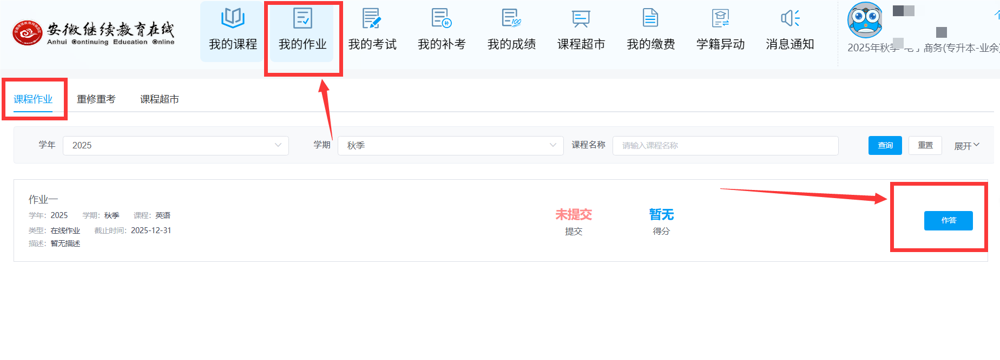 安徽继续教育在线
Anhui Continuing Education Online
我的课程
我的作业
我的考试
我的补考
补
我的成绩
100
课程超市
我的缴费
学籍异动
消息通知
2025年秋季 电子商务(专升本-业余)
课程作业 重修重考 课程超市
学年 2025 学期 秋季 课程名称 请输入课程名称 查询 重置 展开
作业一
学年: 2025 学期: 秋季 课程: 英语
类型: 在线作业 截止时间: 2025-12-31
描述: 暂无描述
未提交
提交
暂无
得分
作答